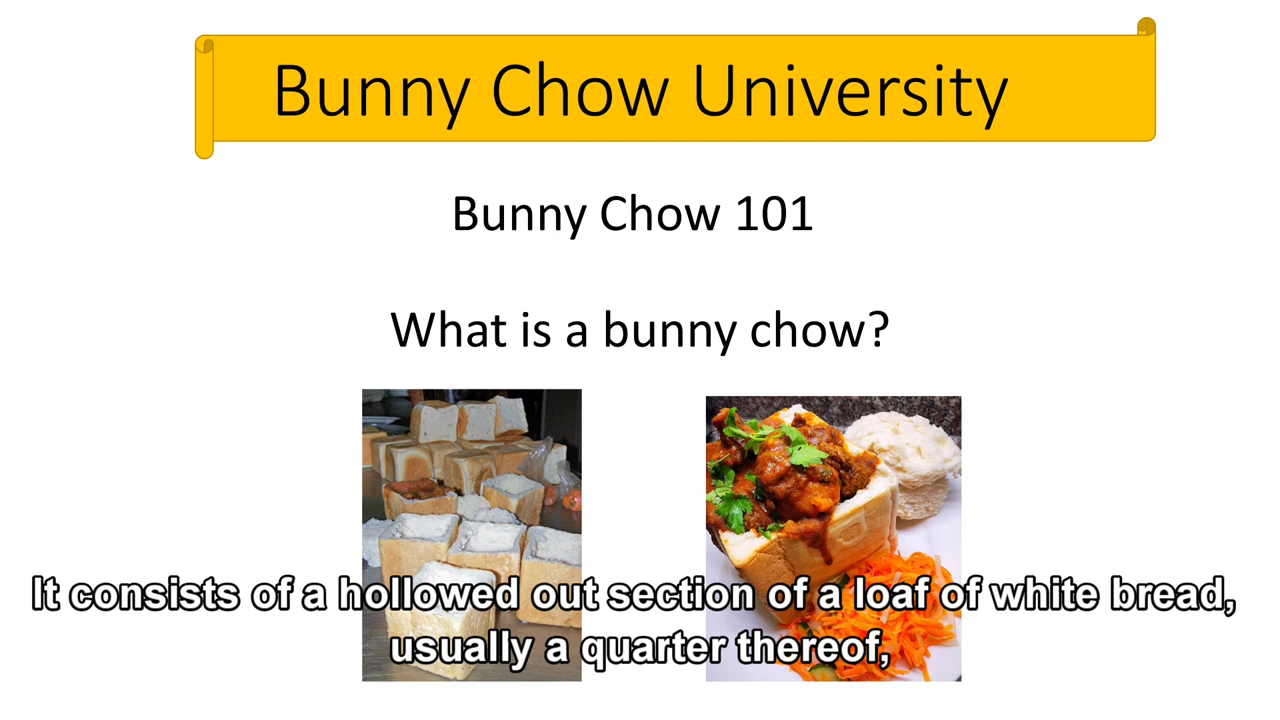 Bunny Chow University
Bunny Chow 101
What is a bunny chow?
It consists of a hollowed out section of a loaf of white bread,
usually a quarter thereof,